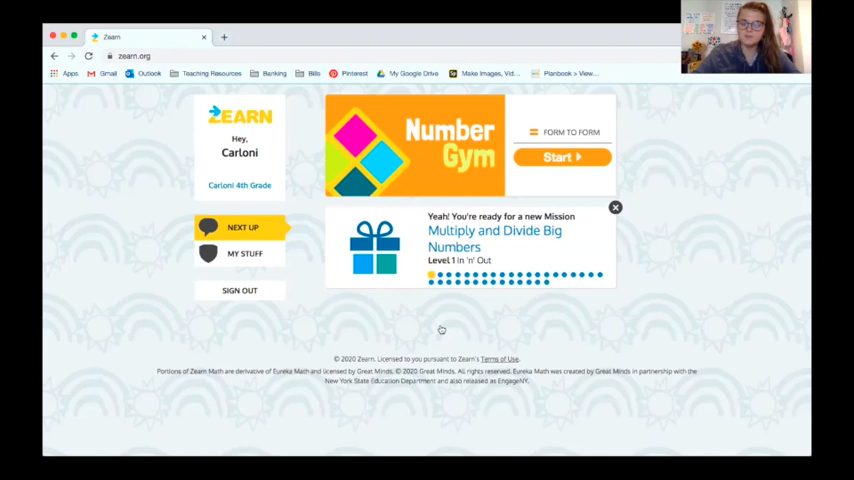 Zearn
zearn.org
Apps Gmail Outlook Teaching Resources Banking Bills Pinterest My Google Drive Make Images, Vid... Planbook > View...
ZEARN
Hey,
Carloni
Carloni 4th Grade
NEXT UP
MY STUFF
SIGN OUT
Number
Gym
FORM TO FORM
Start
Yeah! You're ready for a new Mission
Multiply and Divide Big
Numbers
Level 1 In 'n' Out
© 2020 Zearn. Licensed to you pursuant to Zearn's Terms of Use.
Portions of Zearn Math are derivative of Eureka Math and licensed by Great Minds. © 2020 Great Minds. All rights reserved. Eureka Math was created by Great Minds in partnership with the
New York State Education Department and also released as EngageNY.